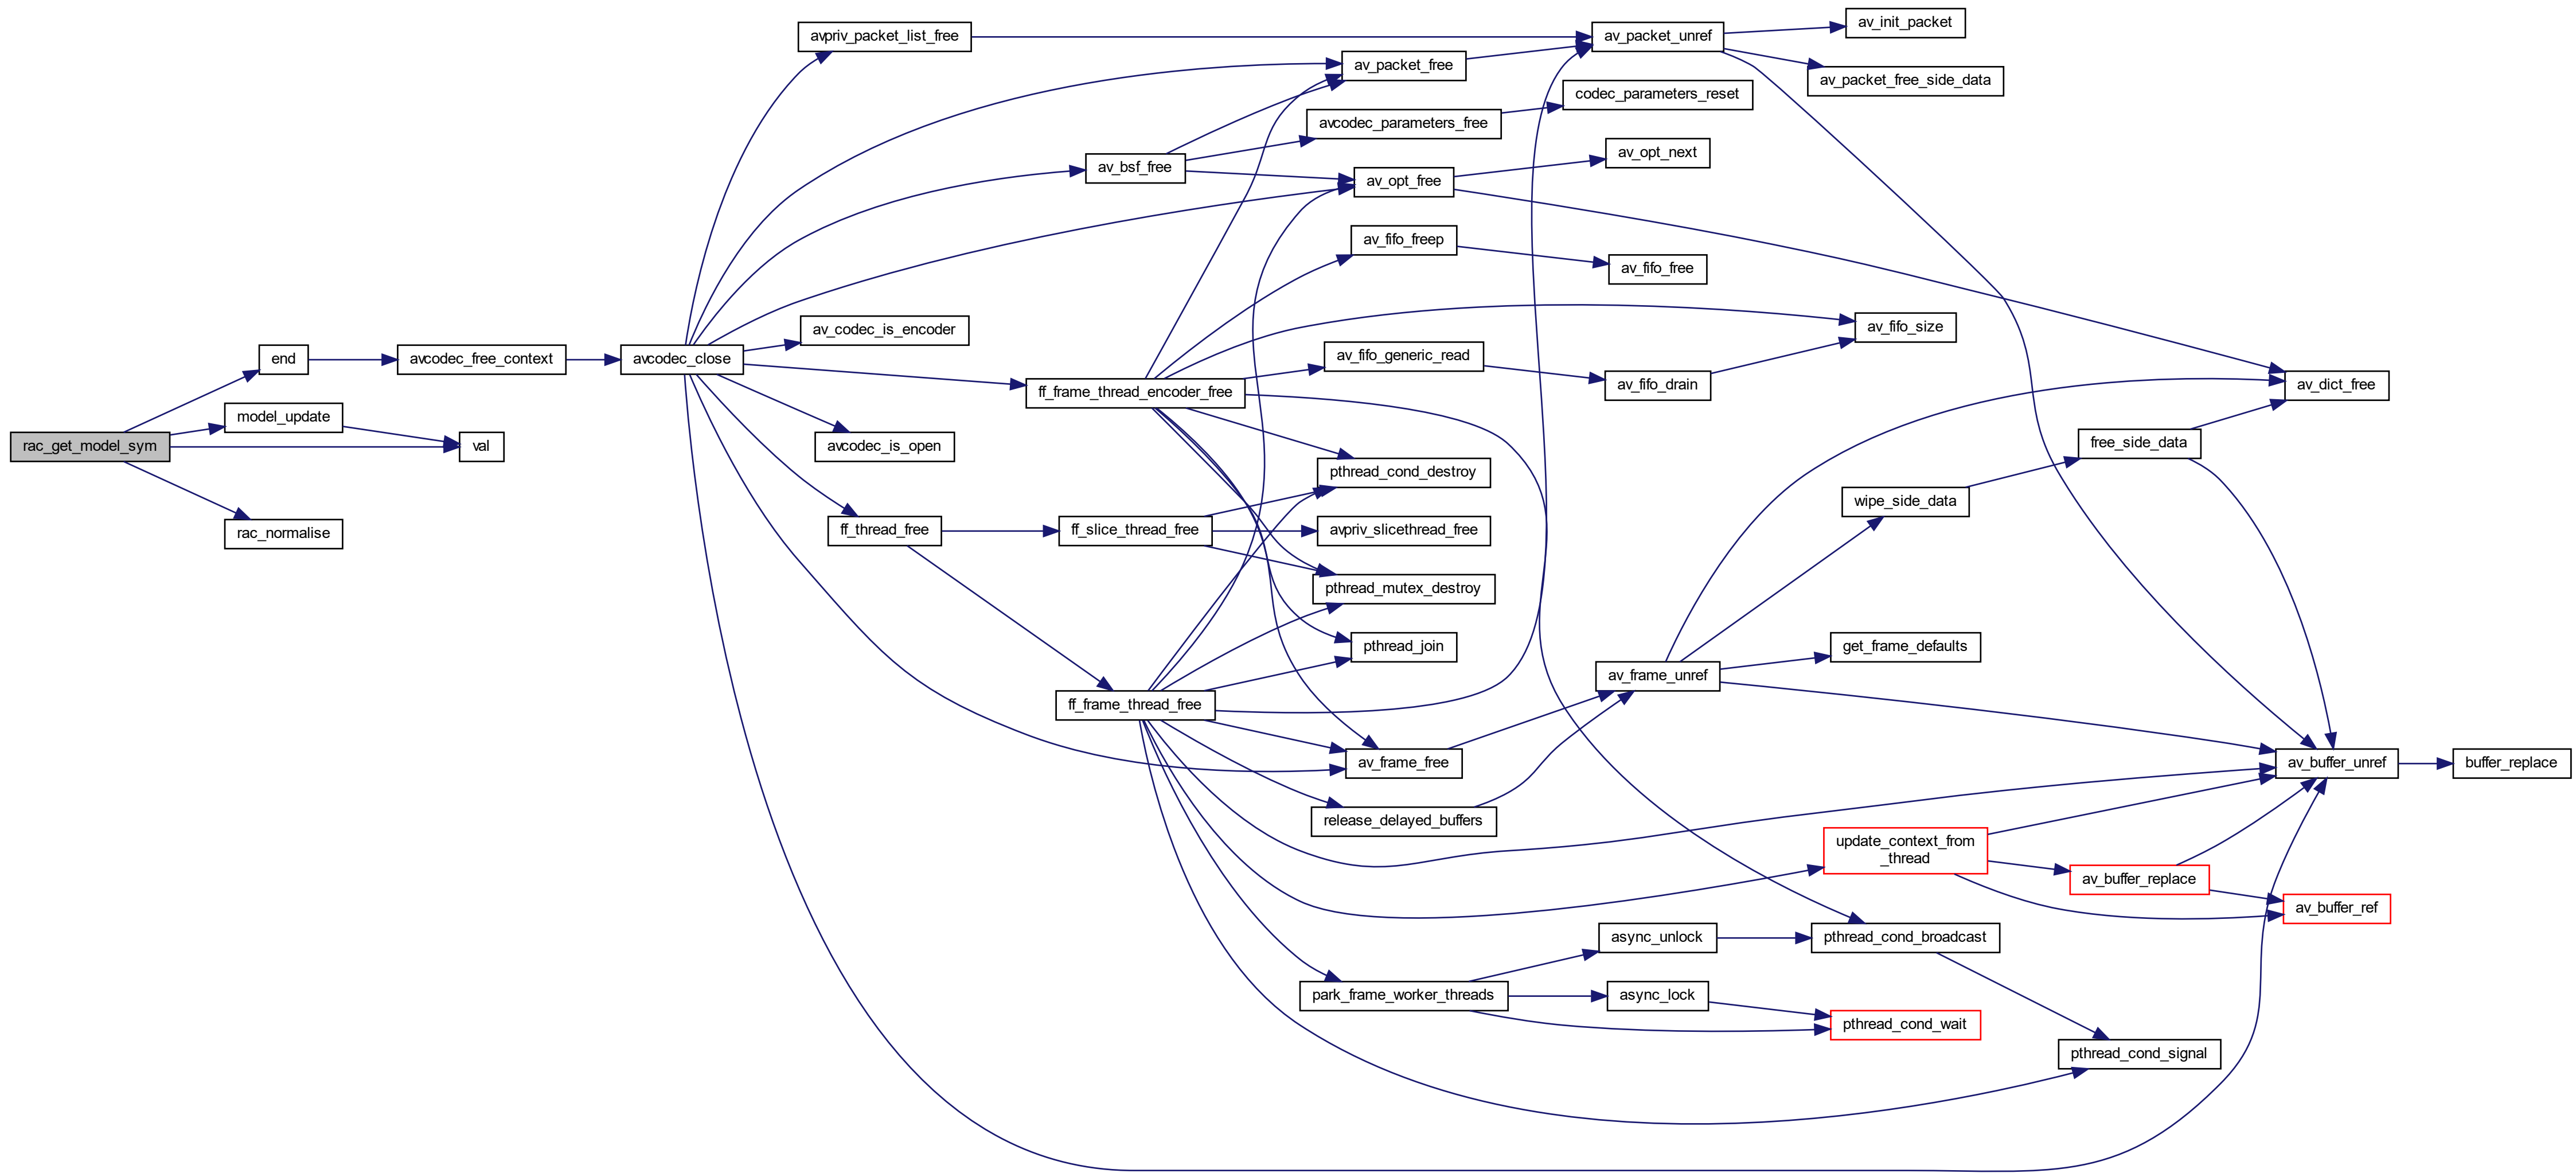 rac_get_model_sym
end
model_update
rac_normalise
avcodec_free_context
val
avcodec_close
avpriv_packet_list_free
av_codec_is_encoder
avcodec_is_open
ff_thread_free
av_bsf_free
ff_frame_thread_encoder_free
ff_slice_thread_free
ff_frame_thread_free
av_packet_free
avcodec_parameters_free
av_opt_free
av_fifo_freep
av_fifo_generic_read
pthread_cond_destroy
avpriv_slicethread_free
pthread_mutex_destroy
pthread_join
av_frame_free
release_delayed_buffers
park_frame_worker_threads
av_packet_unref
codec_parameters_reset
av_opt_next
av_fifo_free
av_fifo_drain
av_frame_unref
async_unlock
async_lock
av_init_packet
av_packet_free_side_data
av_fifo_size
wipe_side_data
get_frame_defaults
update_context_from
_thread
pthread_cond_broadcast
pthread_cond_wait
free_side_data
av_buffer_replace
pthread_cond_signal
av_dict_free
av_buffer_unref
av_buffer_ref
buffer_replace